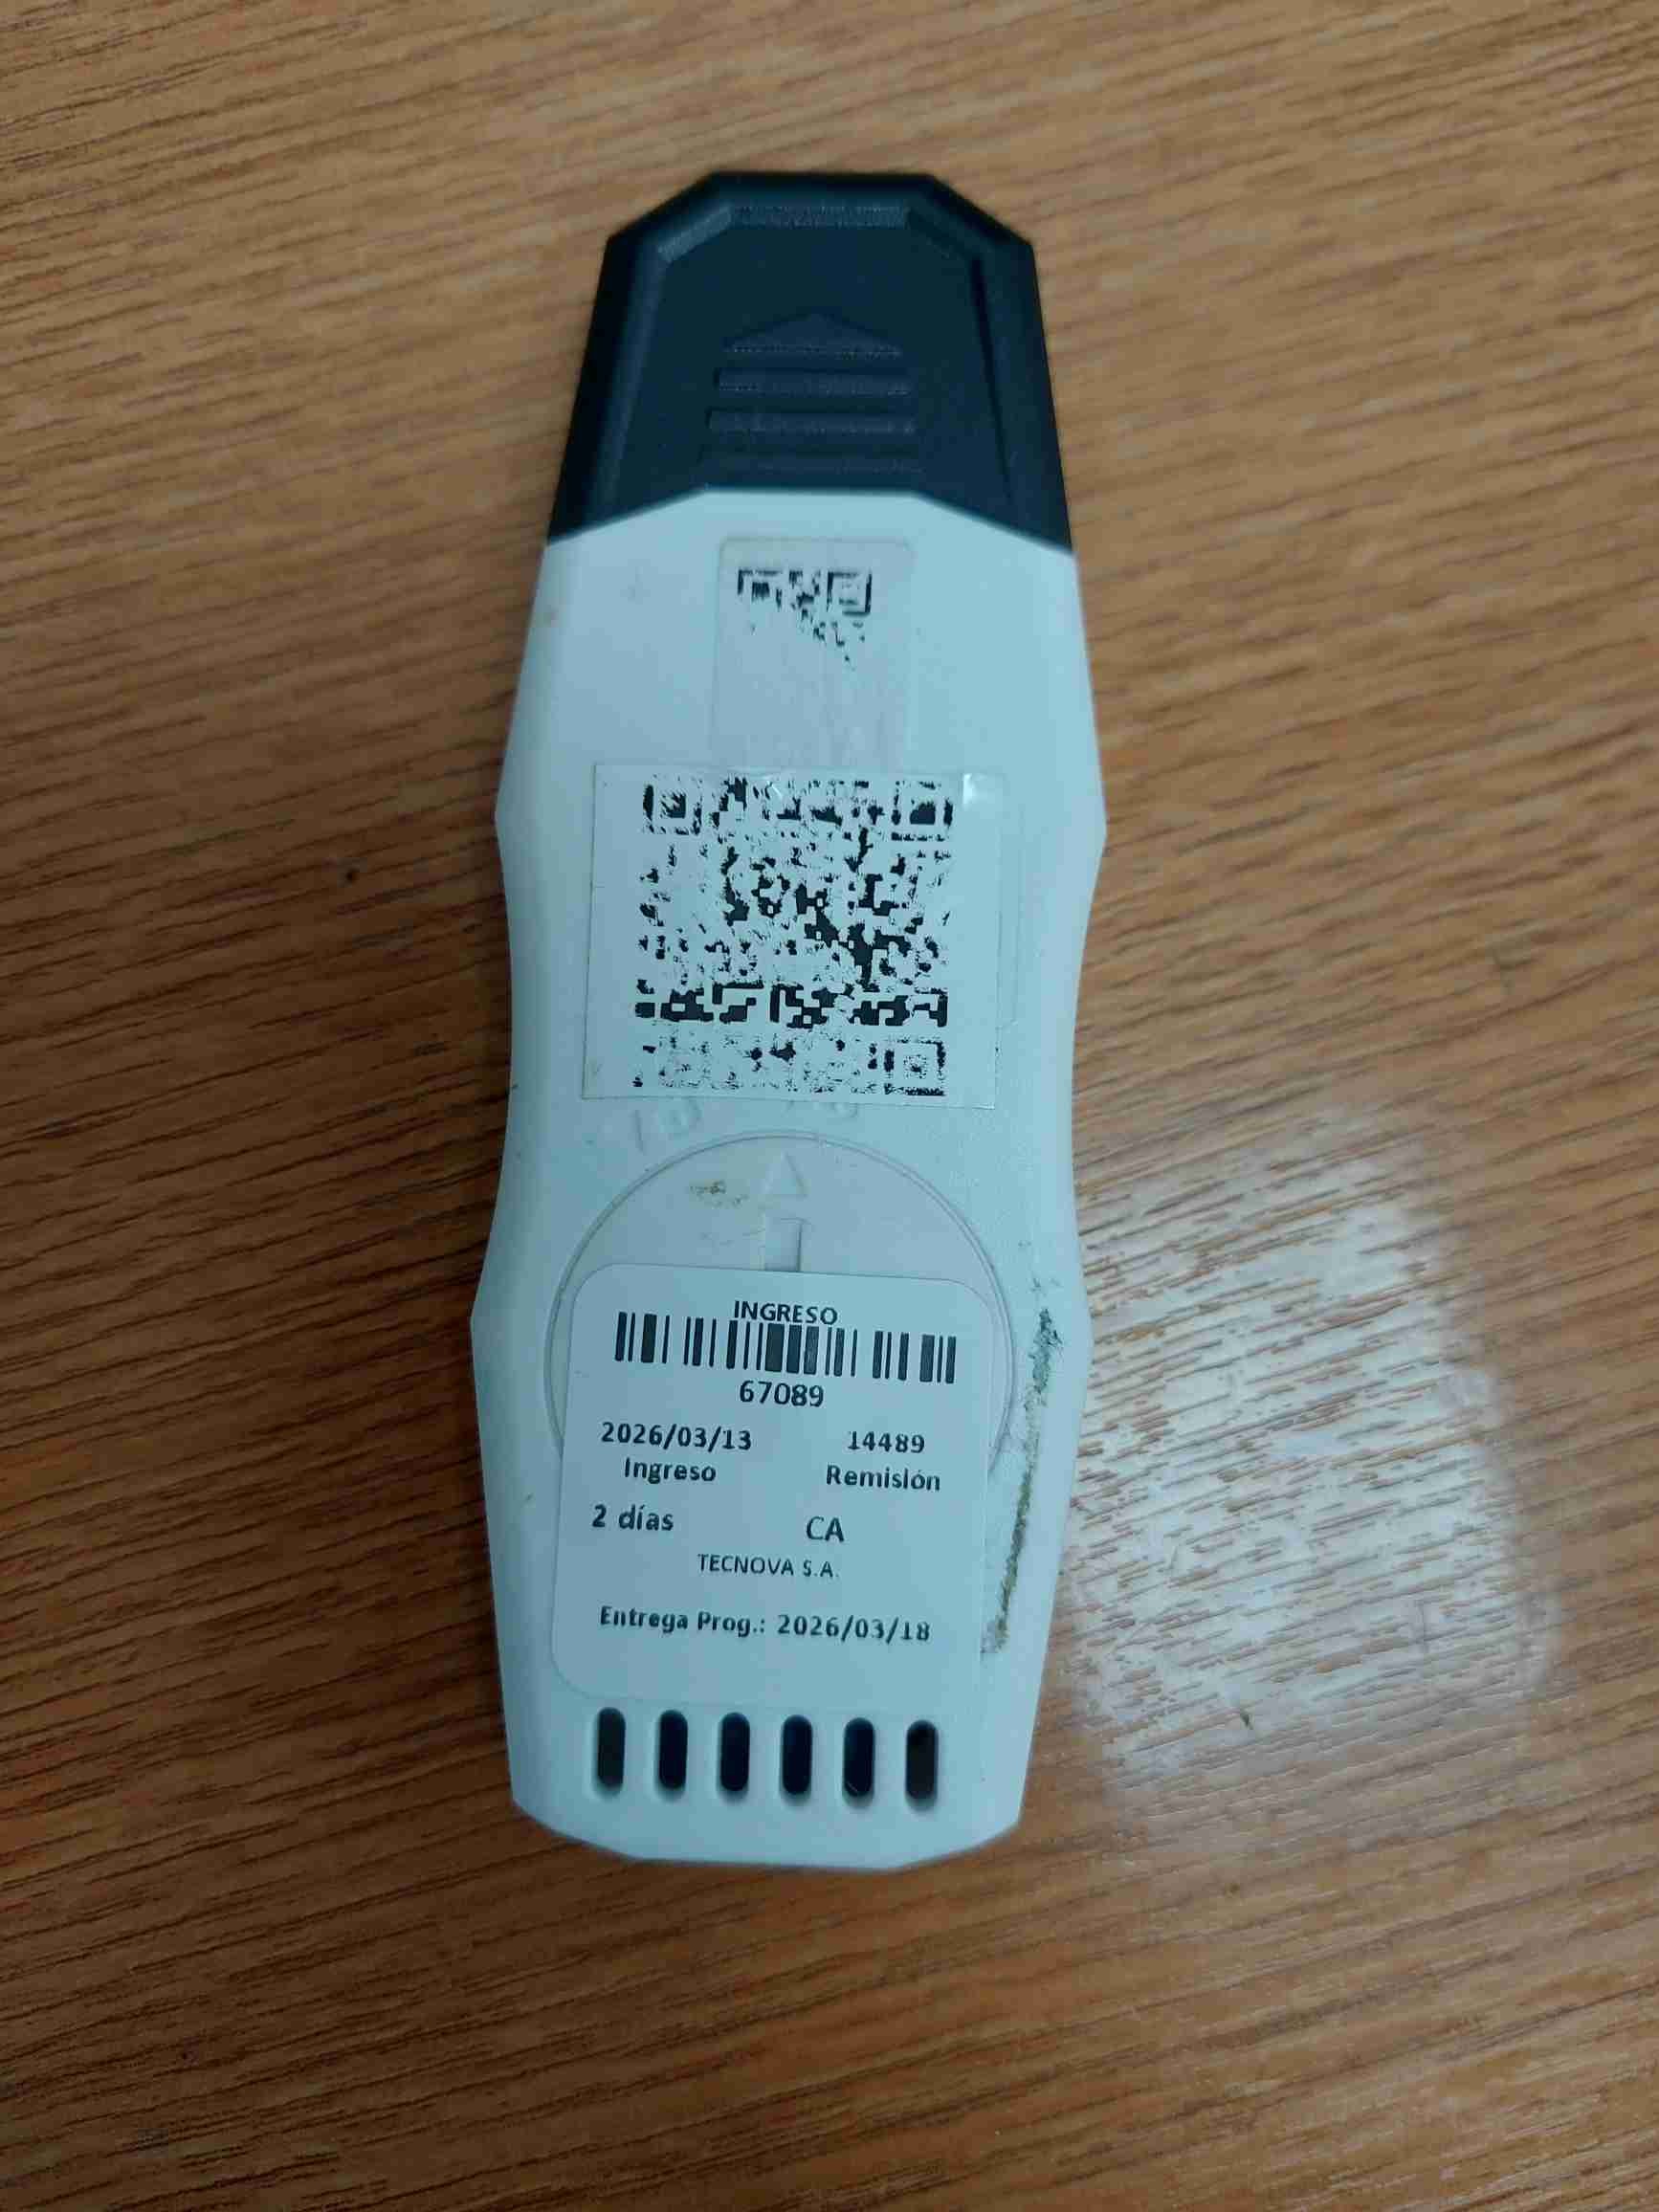 INGRESO
67089
2026/03/13 14489
Ingreso Remisión
2 días CA
TECNOVA S.A.
Entrega Prog.: 2026/03/18